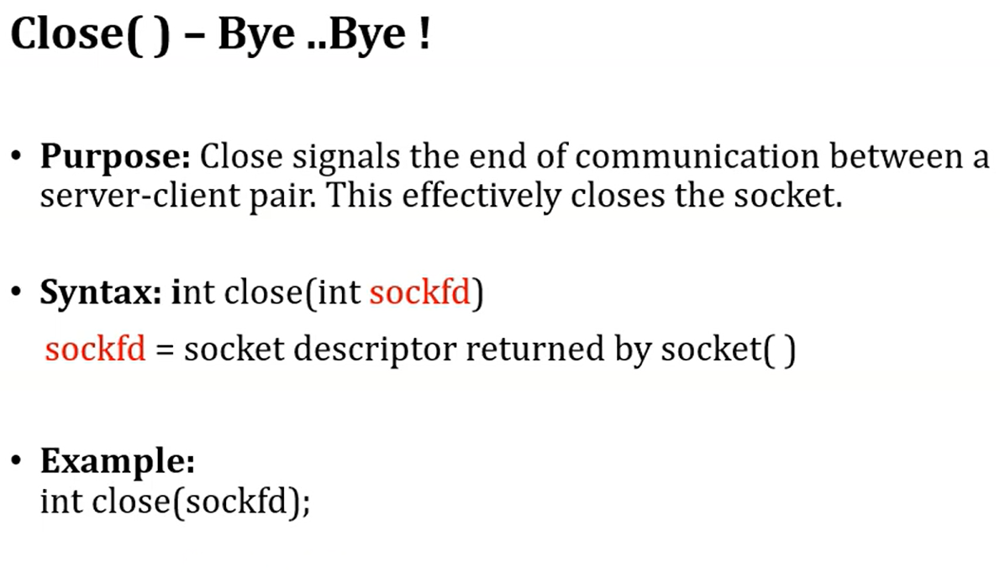 Close( ) – Bye ..Bye !
• Purpose: Close signals the end of communication between a
server-client pair. This effectively closes the socket.
• Syntax: int close(int sockfd)
sockfd = socket descriptor returned by socket( )
• Example:
int close(sockfd);